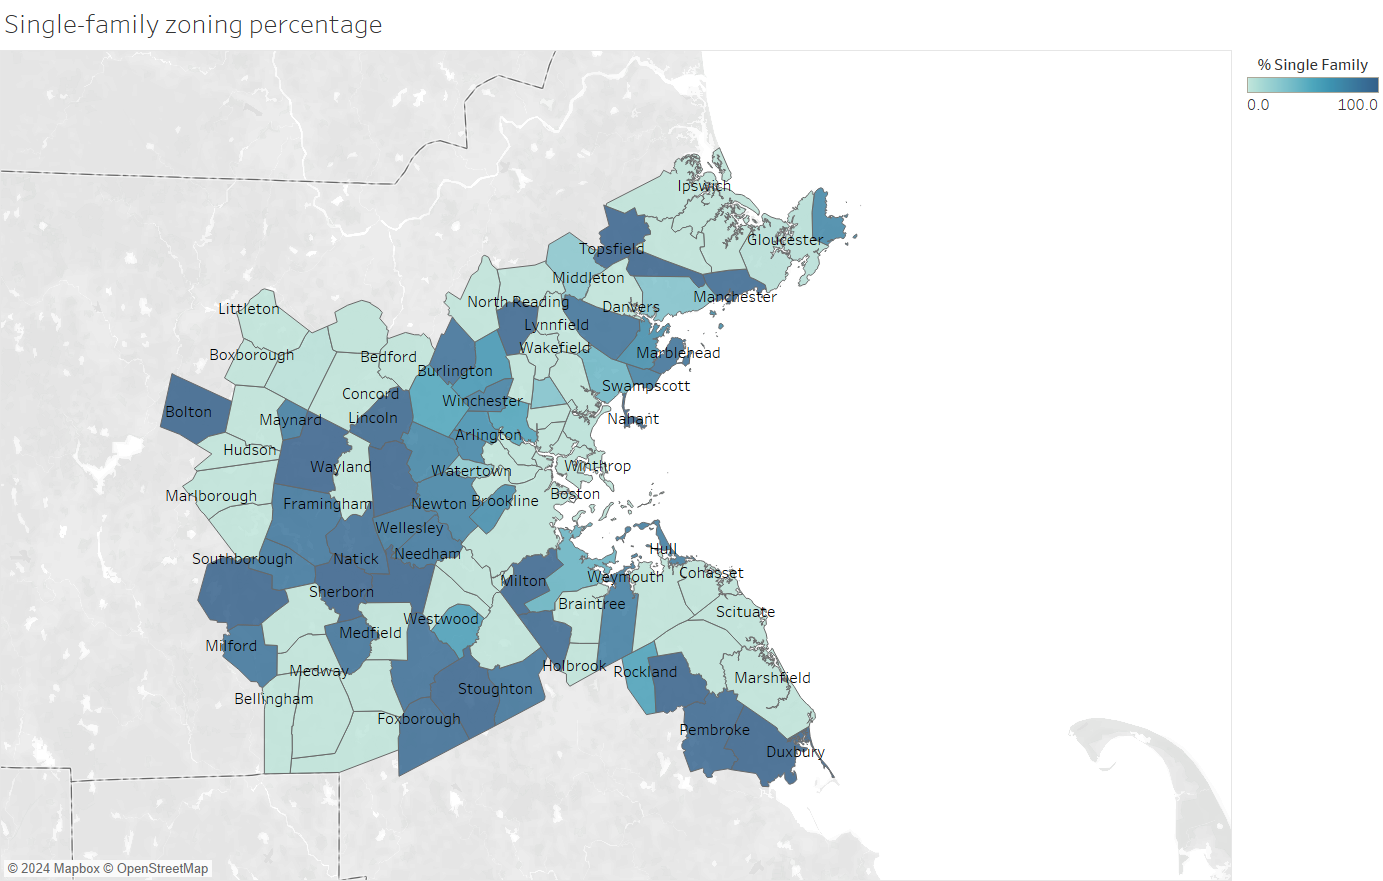 Single-family zoning percentage
% Single Family
0.0 100.0
Ipswich
Gloucester
Topsfield
Middleton
Manchester
North Reading
Danvers
Littleton
Lynnfield
Wakefield
Marblehead
Boxborough
Bedford
Burlington
Swampscott
Concord
Winchester
Bolton
Maynard
Lincoln
Nahant
Arlington
Hudson
Wayland
Watertown
Winthrop
Marlborough
Framingham
Newton
Brookline
Boston
Wellesley
Southborough
Natick
Needham
Hull
Cohasset
Weymouth
Milton
Sherborn
Braintree
Scituate
Westwood
Medfield
Milford
Medway
Holbrook
Rockland
Marshfield
Stoughton
Bellingham
Foxborough
Pembroke
Duxbury
© 2024 Mapbox © OpenStreetMap